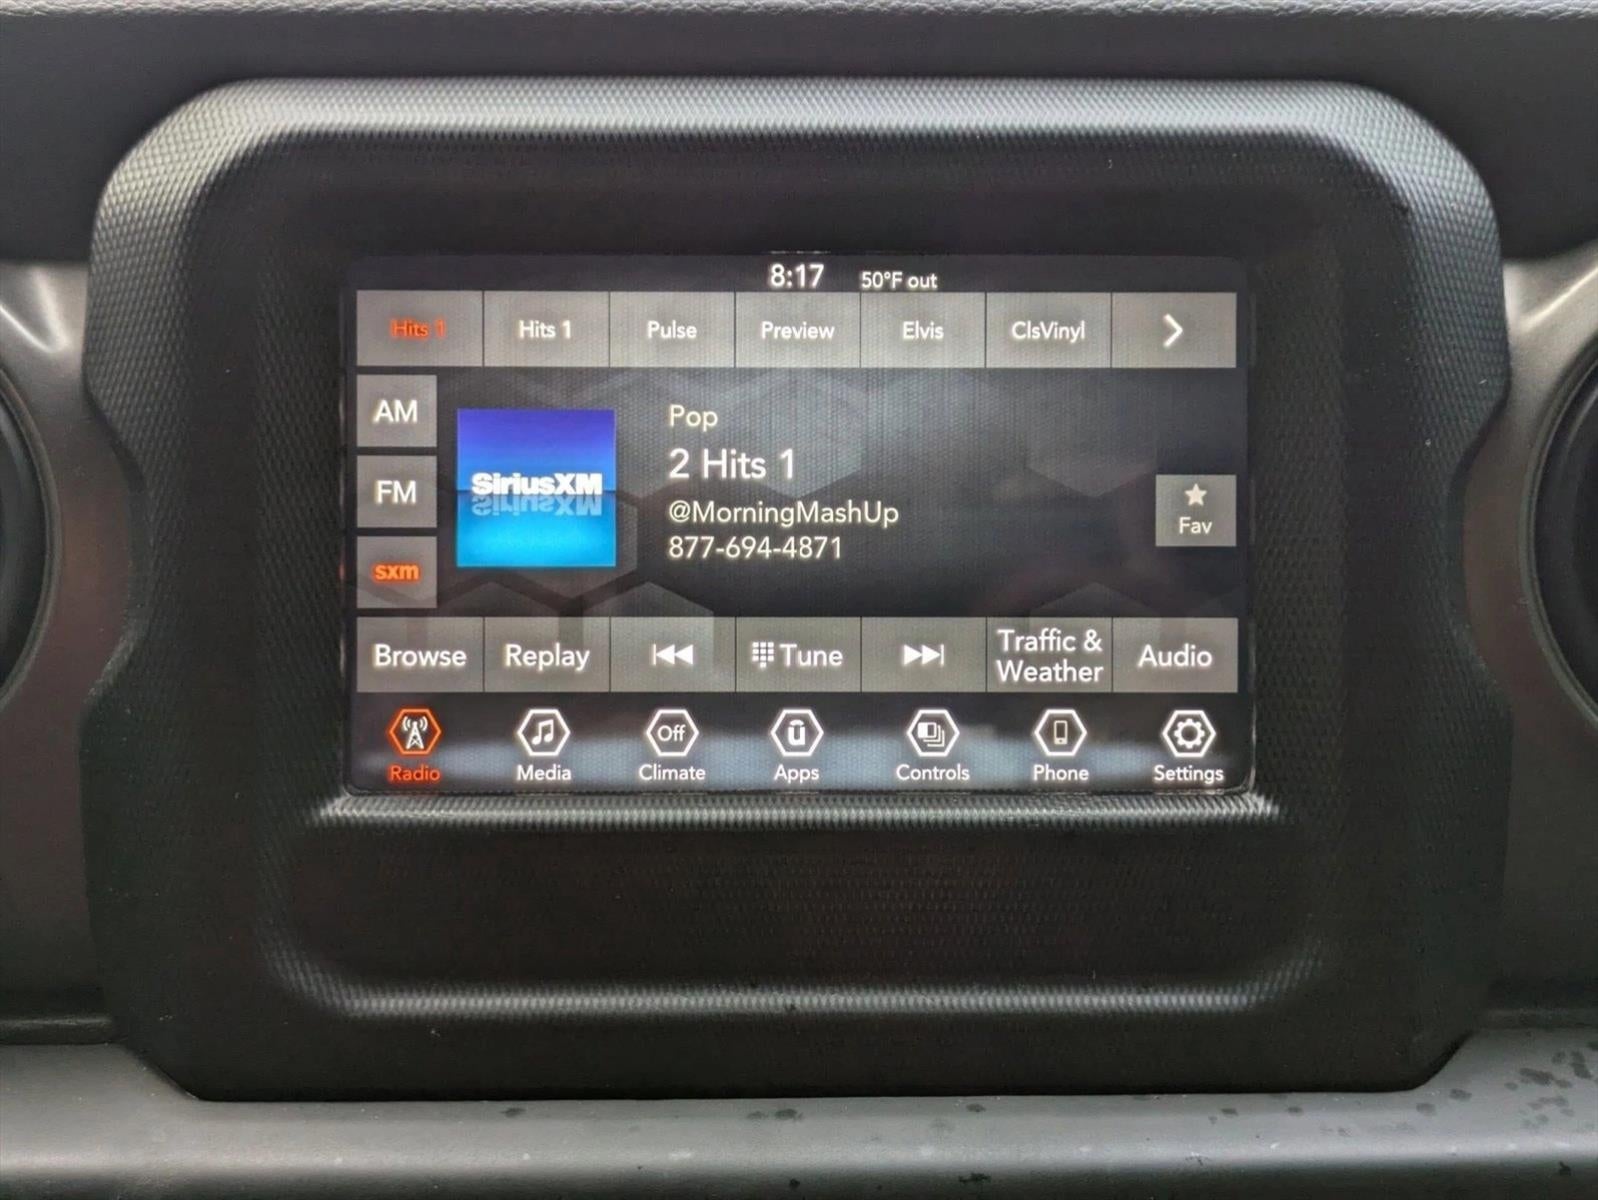 8:17 50°F out
Hits 1 Hits 1 Pulse Preview Elvis ClsVinyl
AM
FM
sxm
SiriusXM
Pop
2 Hits 1
@MorningMashUp
877-694-4871
Fav
Browse Replay Tune Traffic & Weather Audio
Radio Media Off Climate Apps Controls Phone Settings